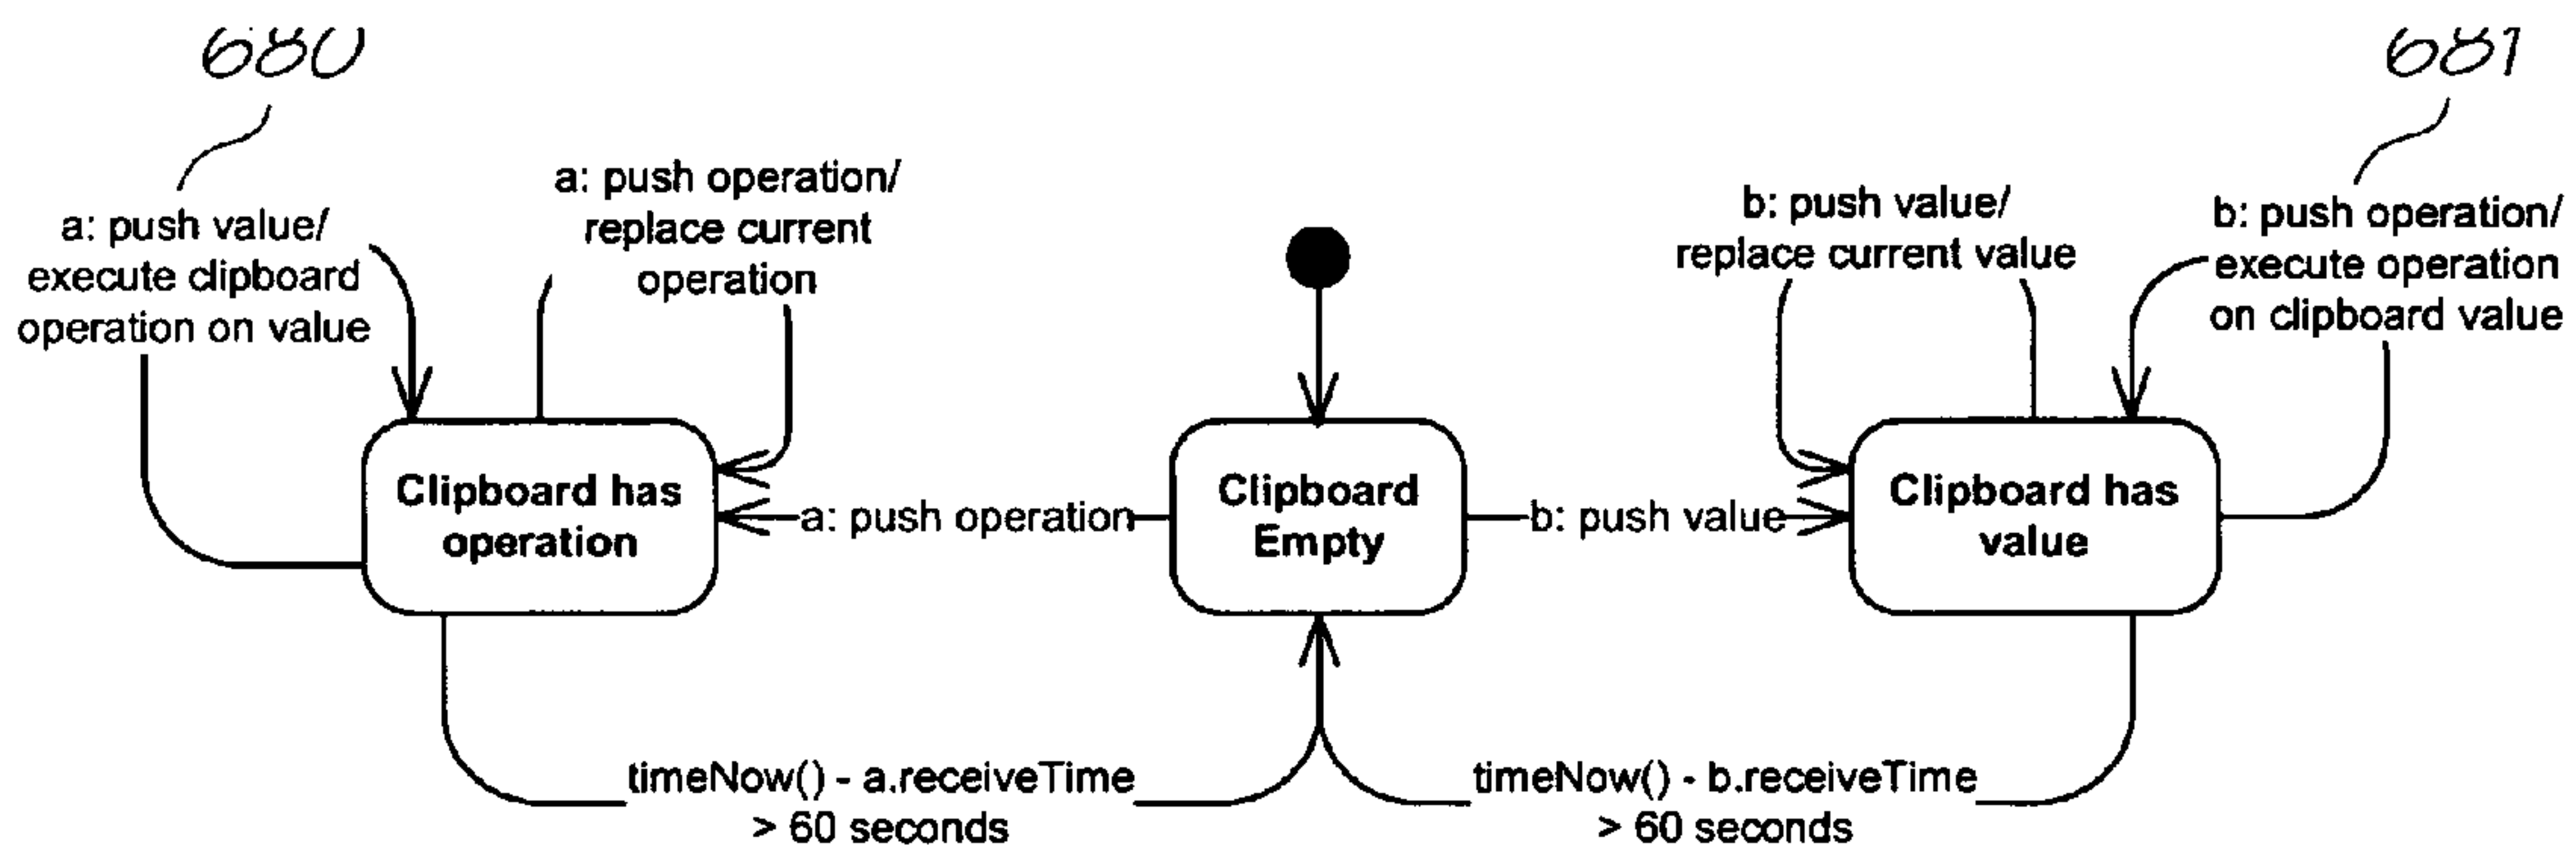 680
681
a: push value/
execute clipboard
operation on value
a: push operation/
replace current
operation
b: push value/
replace current value
b: push operation/
execute operation
on clipboard value
Clipboard has
operation
a: push operation
Clipboard
Empty
b: push value
Clipboard has
value
timeNow() - a.receiveTime
> 60 seconds
timeNow() - b.receiveTime
> 60 seconds